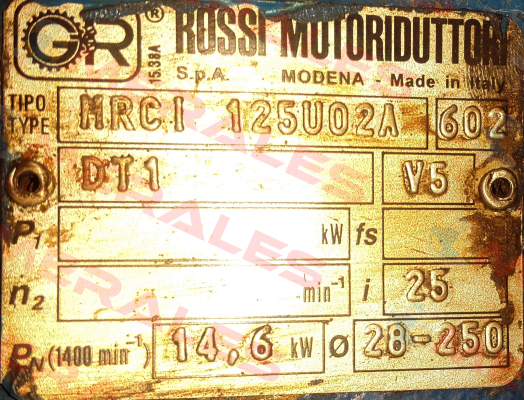 GR ® 15.38A ROSSI MOTORIDUTTORI
S.p.A. MODENA - Made in Italy
TIPO TYPE MRCI 125U02A 602
DT1 V5
P₁ kW fs
n₂ min⁻¹ i 25
PN (1400 min⁻¹) 14,6 kW Ø 28-250